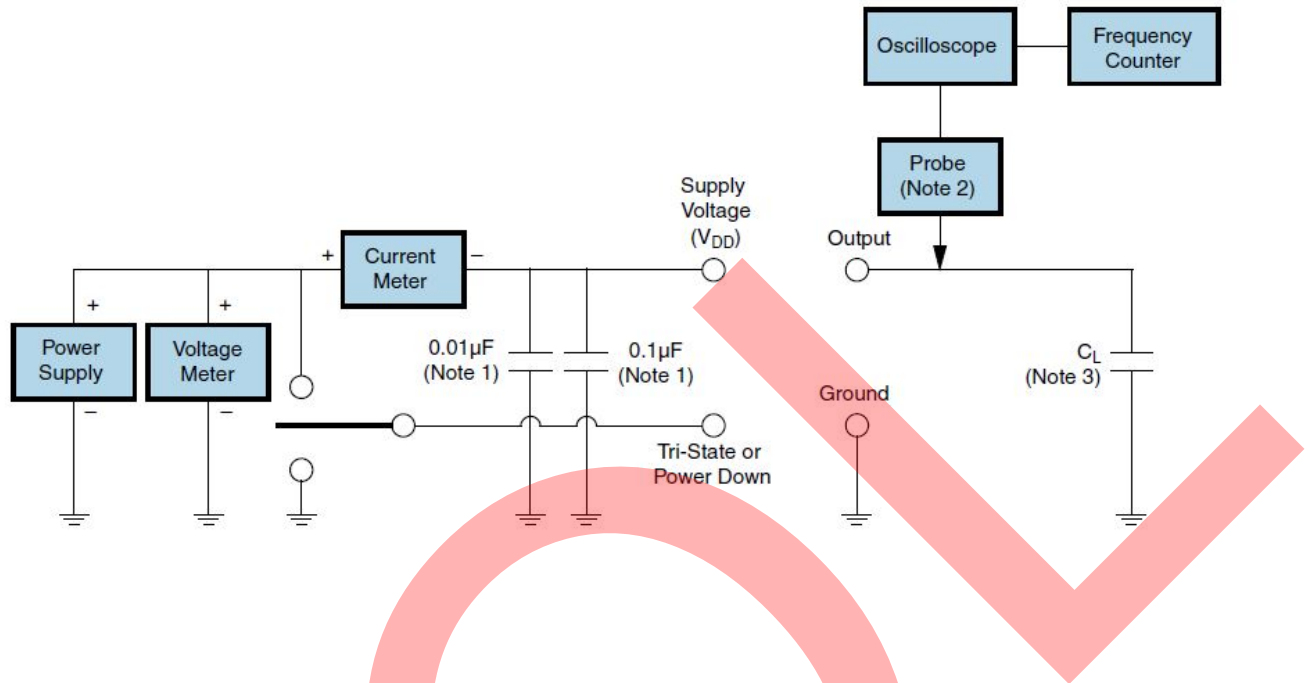 Oscilloscope
Frequency
Counter
Probe
(Note 2)
Supply
Voltage
(VDD)
Output
+
Current
Meter
–
+
Power
Supply
–
+
Voltage
Meter
–
0.01µF
(Note 1)
0.1µF
(Note 1)
CL
(Note 3)
Ground
Tri-State or
Power Down